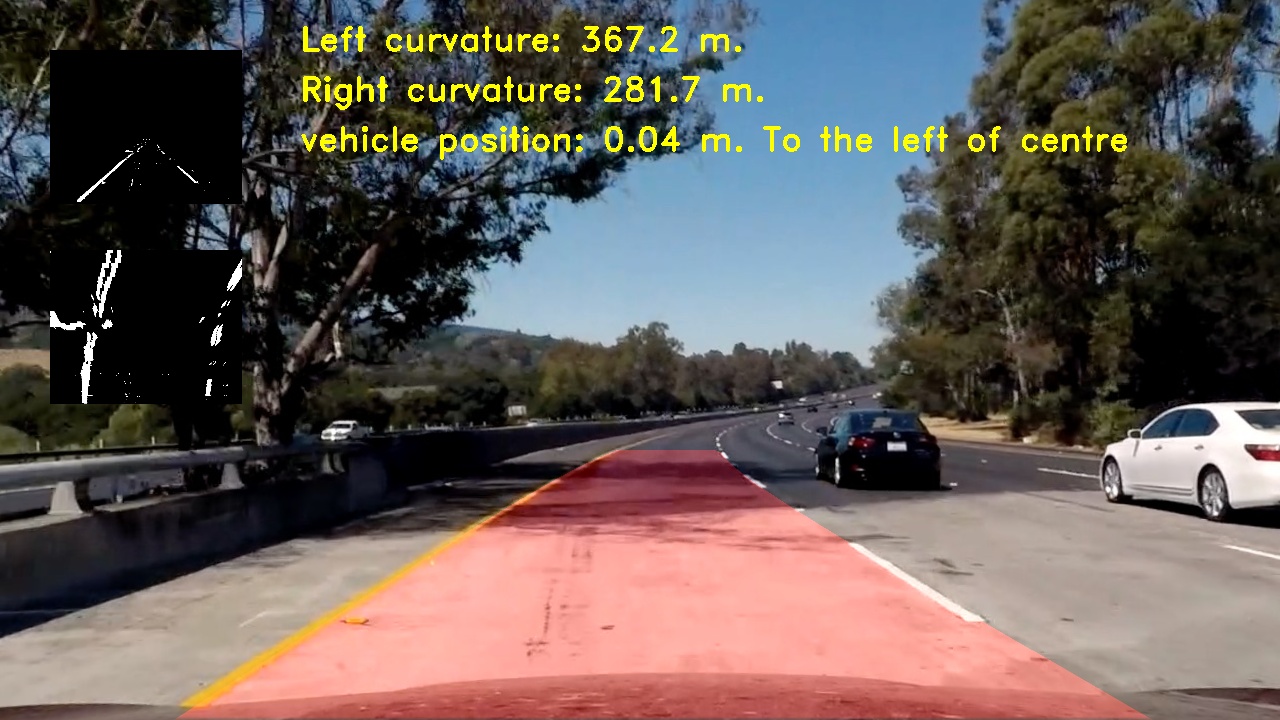 Left curvature: 367.2 m.
Right curvature: 281.7 m.
vehicle position: 0.04 m. To the left of centre